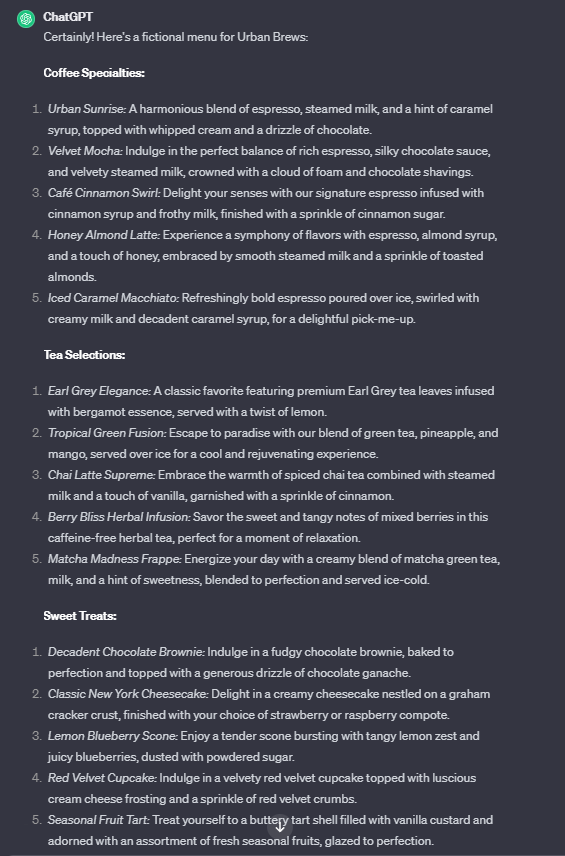 ChatGPT
Certainly! Here's a fictional menu for Urban Brews:
Coffee Specialties:
1. Urban Sunrise: A harmonious blend of espresso, steamed milk, and a hint of caramel
syrup, topped with whipped cream and a drizzle of chocolate.
2. Velvet Mocha: Indulge in the perfect balance of rich espresso, silky chocolate sauce,
and velvety steamed milk, crowned with a cloud of foam and chocolate shavings.
3. Café Cinnamon Swirl: Delight your senses with our signature espresso infused with
cinnamon syrup and frothy milk, finished with a sprinkle of cinnamon sugar.
4. Honey Almond Latte: Experience a symphony of flavors with espresso, almond syrup,
and a touch of honey, embraced by smooth steamed milk and a sprinkle of toasted
almonds.
5. Iced Caramel Macchiato: Refreshingly bold espresso poured over ice, swirled with
creamy milk and decadent caramel syrup, for a delightful pick-me-up.
Tea Selections:
1. Earl Grey Elegance: A classic favorite featuring premium Earl Grey tea leaves infused
with bergamot essence, served with a twist of lemon.
2. Tropical Green Fusion: Escape to paradise with our blend of green tea, pineapple, and
mango, served over ice for a cool and rejuvenating experience.
3. Chai Latte Supreme: Embrace the warmth of spiced chai tea combined with steamed
milk and a touch of vanilla, garnished with a sprinkle of cinnamon.
4. Berry Bliss Herbal Infusion: Savor the sweet and tangy notes of mixed berries in this
caffeine-free herbal tea, perfect for a moment of relaxation.
5. Matcha Madness Frappe: Energize your day with a creamy blend of matcha green tea,
milk, and a hint of sweetness, blended to perfection and served ice-cold.
Sweet Treats:
1. Decadent Chocolate Brownie: Indulge in a fudgy chocolate brownie, baked to
perfection and topped with a generous drizzle of chocolate ganache.
2. Classic New York Cheesecake: Delight in a creamy cheesecake nestled on a graham
cracker crust, finished with your choice of strawberry or raspberry compote.
3. Lemon Blueberry Scone: Enjoy a tender scone bursting with tangy lemon zest and
juicy blueberries, dusted with powdered sugar.
4. Red Velvet Cupcake: Indulge in a velvety red velvet cupcake topped with luscious
cream cheese frosting and a sprinkle of red velvet crumbs.
5. Seasonal Fruit Tart: Treat yourself to a buttery tart shell filled with vanilla custard and
adorned with an assortment of fresh seasonal fruits, glazed to perfection.